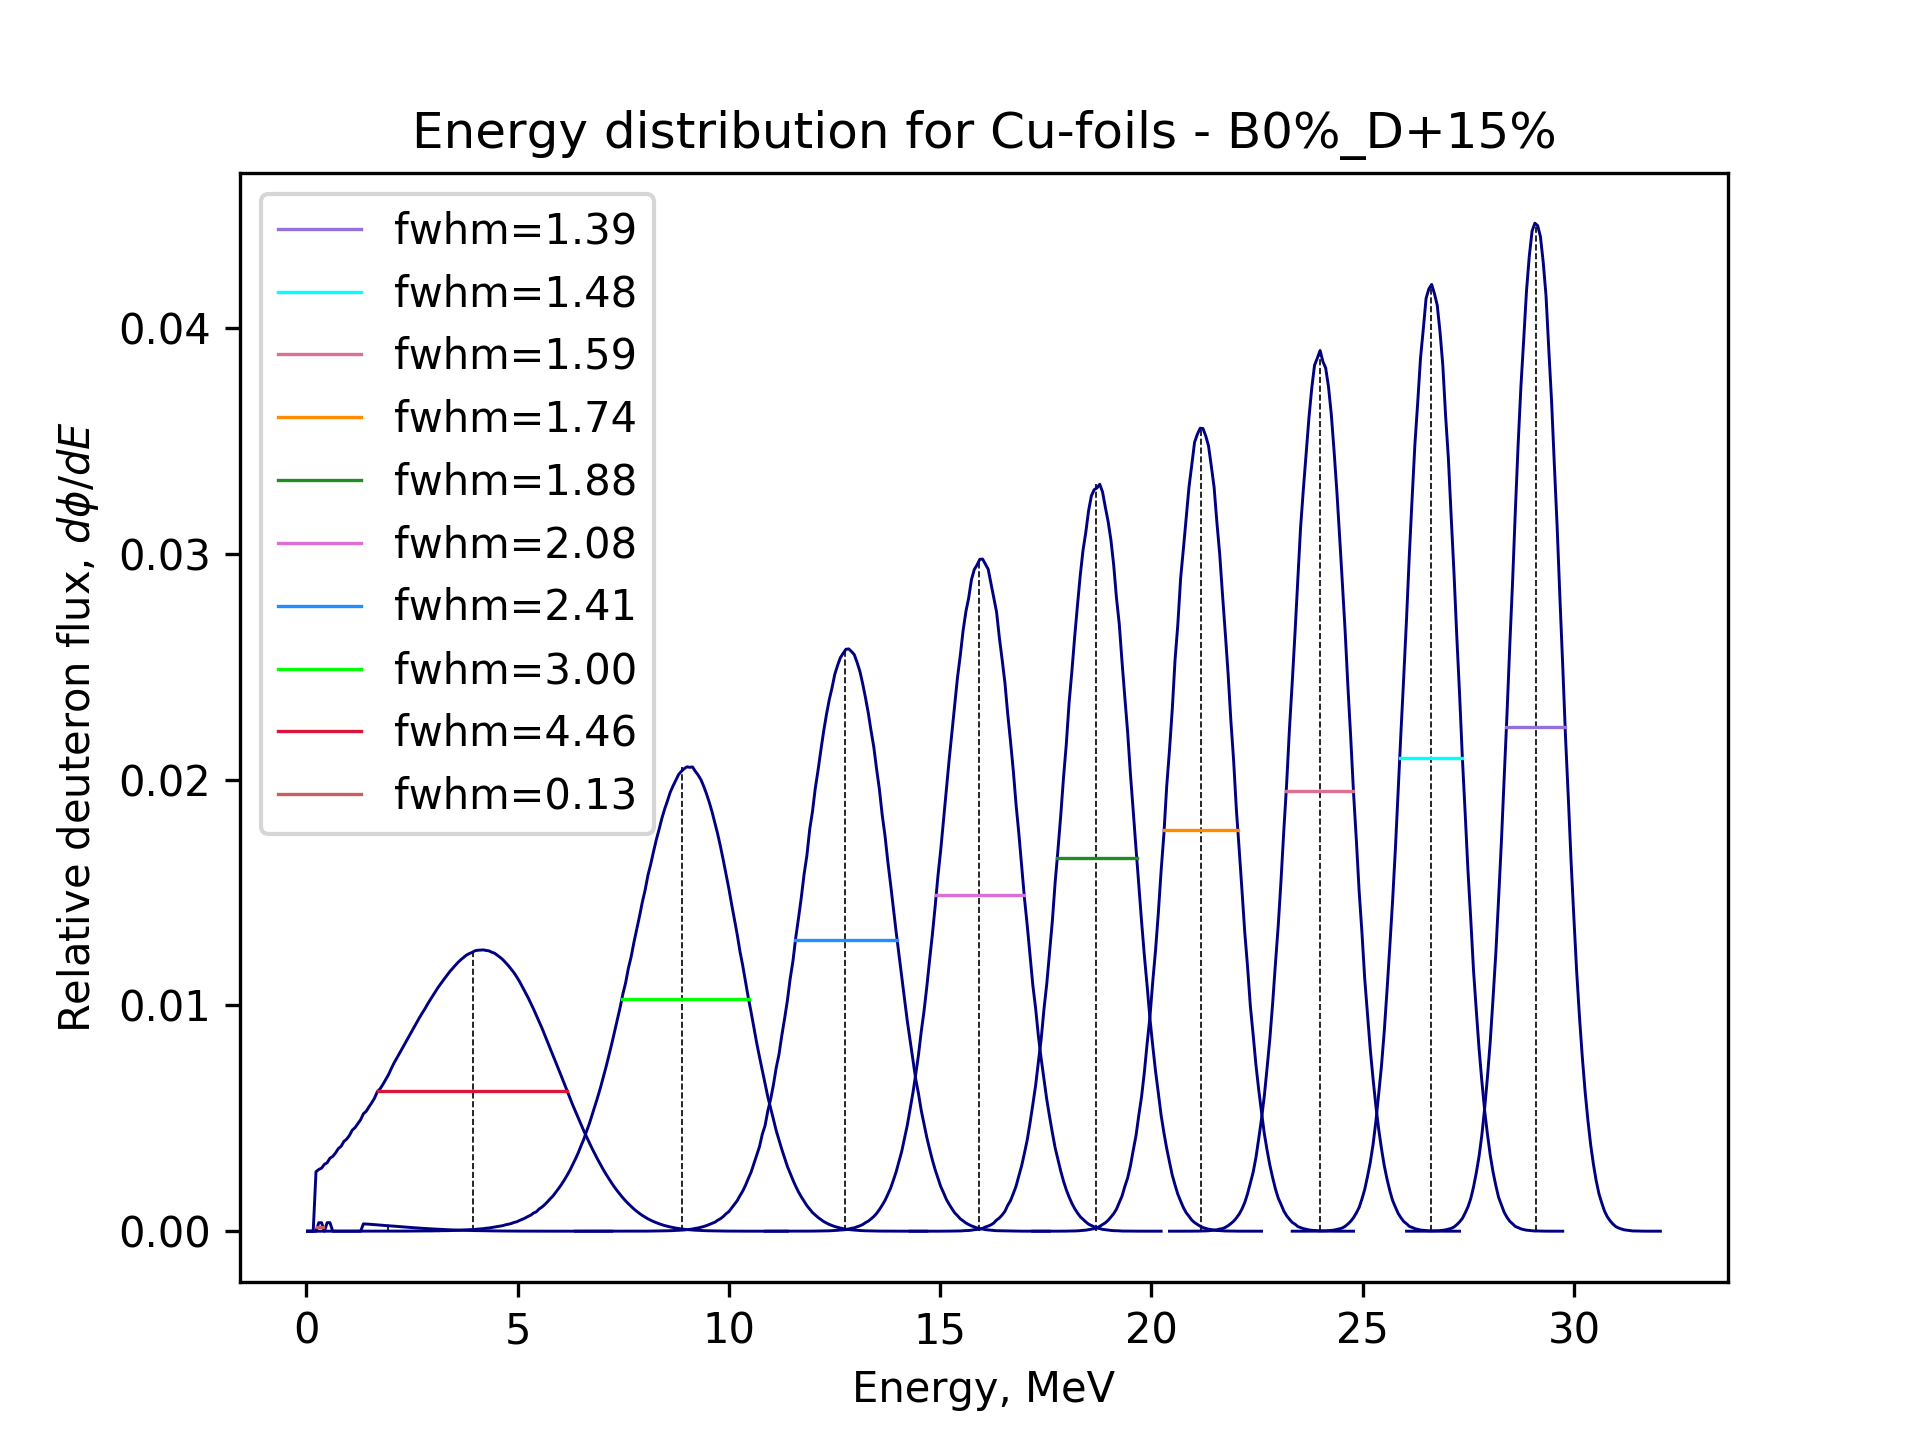 Energy distribution for Cu-foils - B0%_D+15%
fwhm=1.39
fwhm=1.48
fwhm=1.59
fwhm=1.74
fwhm=1.88
fwhm=2.08
fwhm=2.41
fwhm=3.00
fwhm=4.46
fwhm=0.13
Relative deuteron flux, dϕ/dE
0.04
0.03
0.02
0.01
0.00
0 5 10 15 20 25 30
Energy, MeV